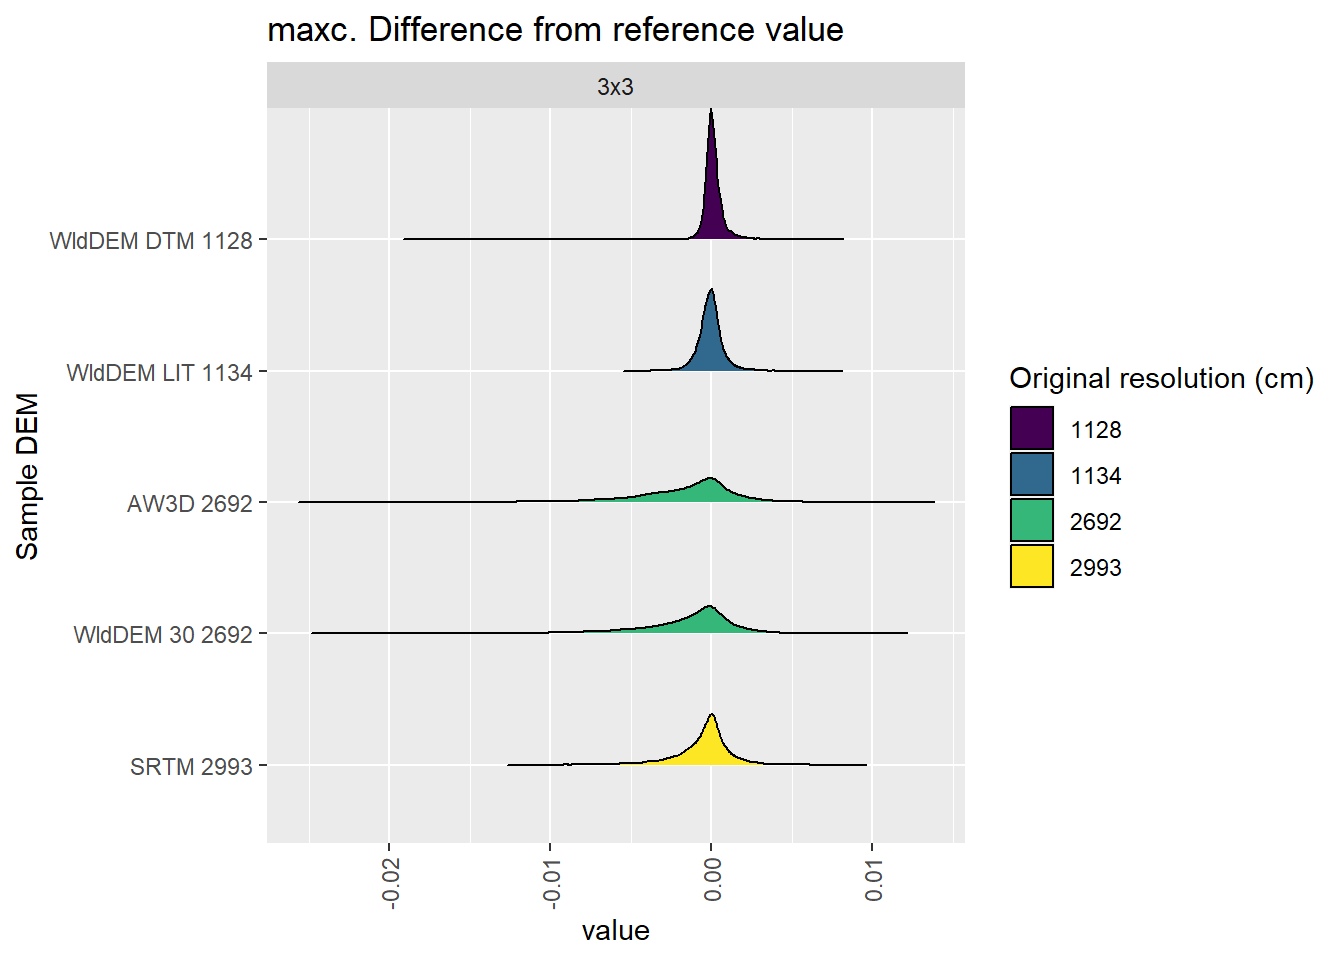 maxc. Difference from reference value
3x3
WldDEM DTM 1128
WldDEM LIT 1134
AW3D 2692
WldDEM 30 2692
SRTM 2993
Sample DEM
-0.02
-0.01
0.00
0.01
value
Original resolution (cm)
1128
1134
2692
2993